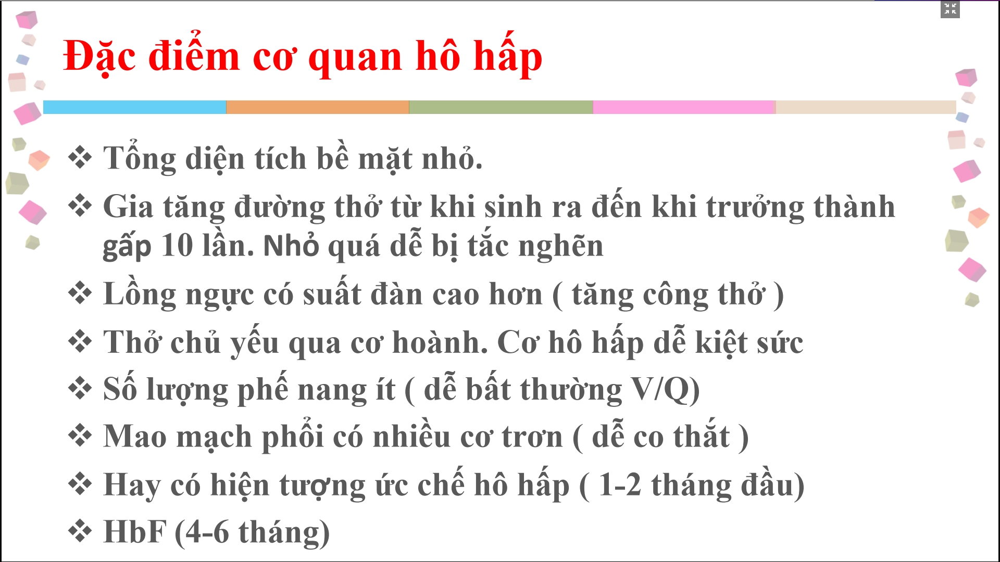 Đặc điểm cơ quan hô hấp
❖ Tổng diện tích bề mặt nhỏ.
❖ Gia tăng đường thở từ khi sinh ra đến khi trưởng thành
gấp 10 lần. Nhỏ quá dễ bị tắc nghẽn
❖ Lồng ngực có suất đàn cao hơn ( tăng công thở )
❖ Thở chủ yếu qua cơ hoành. Cơ hô hấp dễ kiệt sức
❖ Số lượng phế nang ít ( dễ bất thường V/Q)
❖ Mao mạch phổi có nhiều cơ trơn ( dễ co thắt )
❖ Hay có hiện tượng ức chế hô hấp ( 1-2 tháng đầu)
❖ HbF (4-6 tháng)